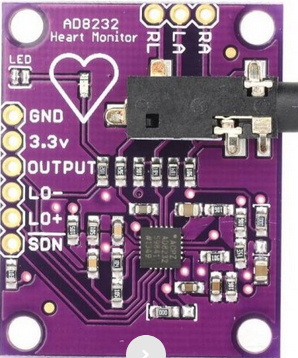 AD8232
Heart Monitor
LED
RL
LA
RA
GND
3.3v
OUTPUT
LO-
LO+
SDN